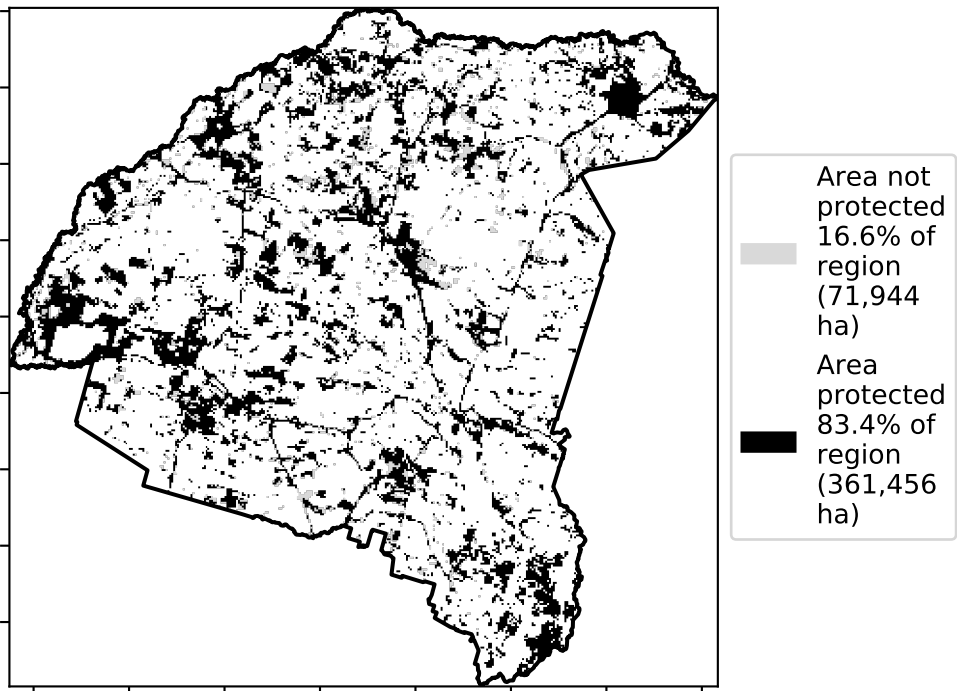 Area not
protected
16.6% of
region
(71,944
ha)
Area
protected
83.4% of
region
(361,456
ha)